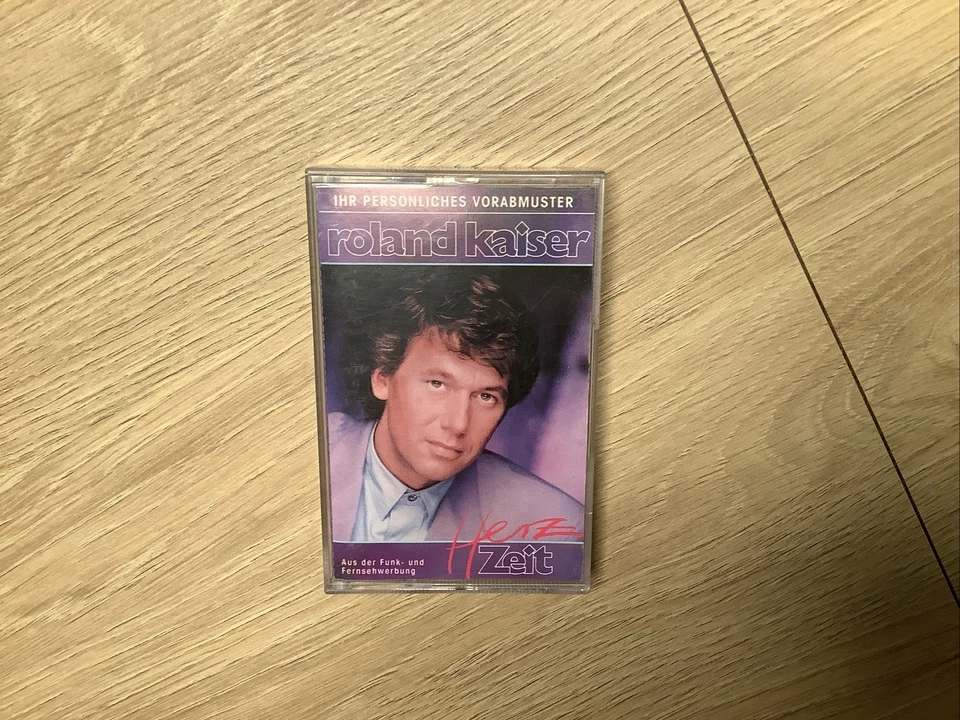 IHR PERSÖNLICHES VORABMUSTER
roland kaiser
Herz
Zeit
Aus der Funk- und
Fernsehwerbung